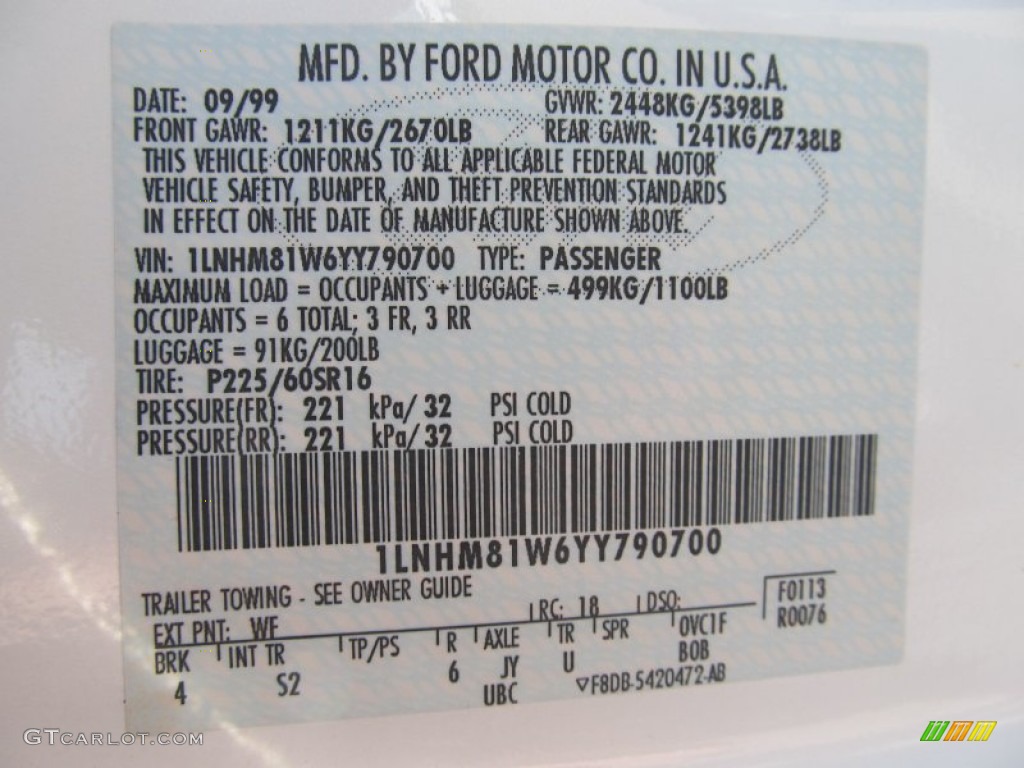 MFD. BY FORD MOTOR CO. IN U.S.A.
DATE: 09/99 GVWR: 2448KG/5398LB
FRONT GAWR: 1211KG/2670LB REAR GAWR: 1241KG/2738LB
THIS VEHICLE CONFORMS TO ALL APPLICABLE FEDERAL MOTOR
VEHICLE SAFETY, BUMPER, AND THEFT PREVENTION STANDARDS
IN EFFECT ON THE DATE OF MANUFACTURE SHOWN ABOVE.
VIN: 1LNHM81W6YY790700 TYPE: PASSENGER
MAXIMUM LOAD = OCCUPANTS + LUGGAGE = 499KG/1100LB
OCCUPANTS = 6 TOTAL; 3 FR, 3 RR
LUGGAGE = 91KG/200LB
TIRE: P225/60SR16
PRESSURE(FR): 221 kPa/ 32 PSI COLD
PRESSURE(RR): 221 kPa/ 32 PSI COLD
1LNHM81W6YY790700
TRAILER TOWING - SEE OWNER GUIDE
EXT PNT: WF RC: 18 DSO: F0113
R0076
BRK INT TR TP/PS R AXLE TR SPR OVC1F
4 S2 6 JY U BOB
UBC F8DB-5420472-AB
GTCARLOT.COM